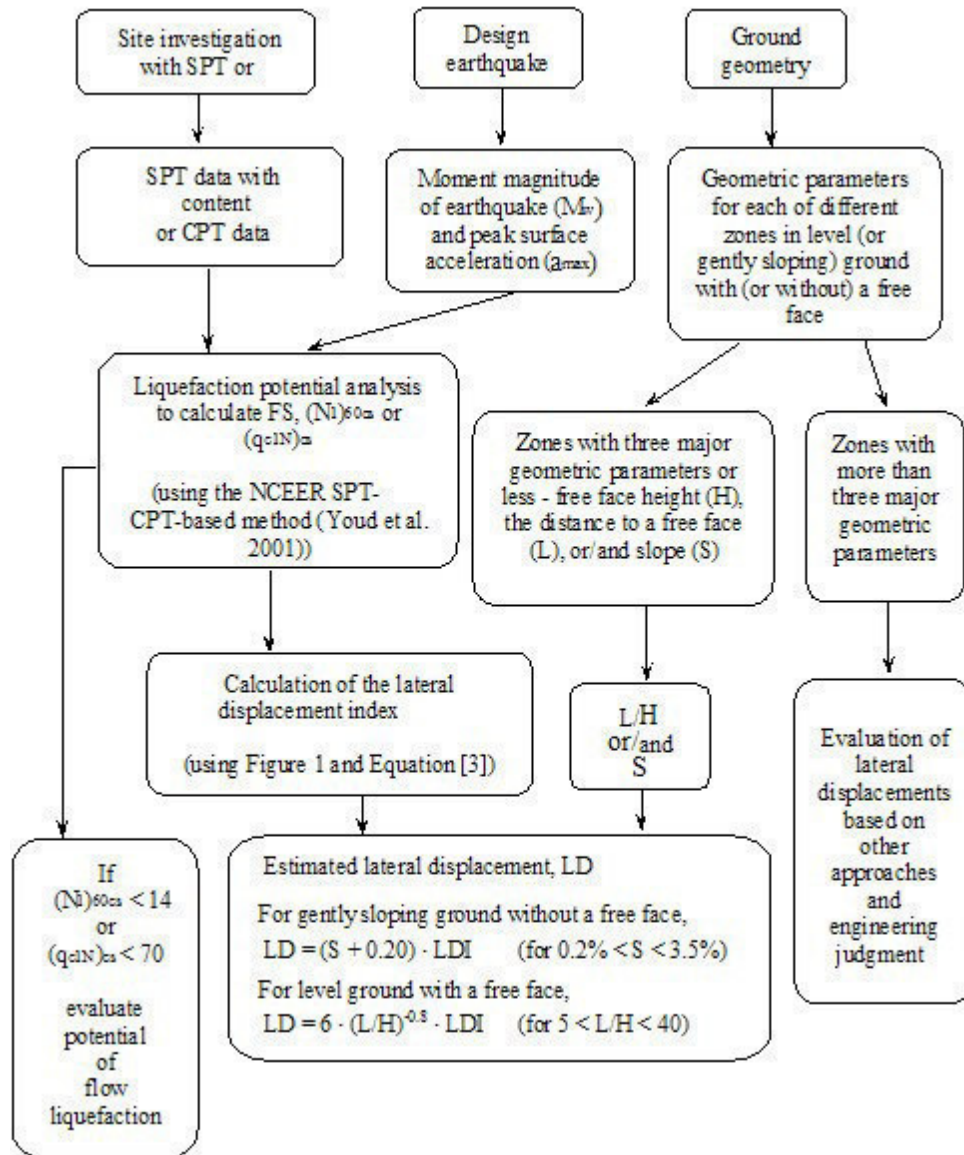 Site investigation
with SPT or
Design
earthquake
Ground
geometry
SPT data with
content
or CPT data
Moment magnitude
of earthquake (Mw)
and peak surface
acceleration (amax)
Geometric parameters
for each of different
zones in level (or
gently sloping) ground
with (or without) a free
face
Liquefaction potential analysis
to calculate FS, (N1)60cs or
(qc1N)cs
(using the NCEER SPT-
CPT-based method (Youd et al.
2001))
Zones with three major
geometric parameters or
less - free face height (H),
the distance to a free face
(L), or/and slope (S)
Zones with
more than
three major
geometric
parameters
Calculation of the lateral
displacement index
(using Figure 1 and Equation [3])
L/H
or/and
S
Evaluation of
lateral
displacements
based on
other
approaches
and
engineering
judgment
If
(N1)60cs < 14
or
(qc1N)cs < 70
evaluate
potential
of
flow
liquefaction
Estimated lateral displacement, LD
For gently sloping ground without a free face,
LD = (S + 0.20) · LDI (for 0.2% < S < 3.5%)
For level ground with a free face,
LD = 6 · (L/H)^-0.8 · LDI (for 5 < L/H < 40)